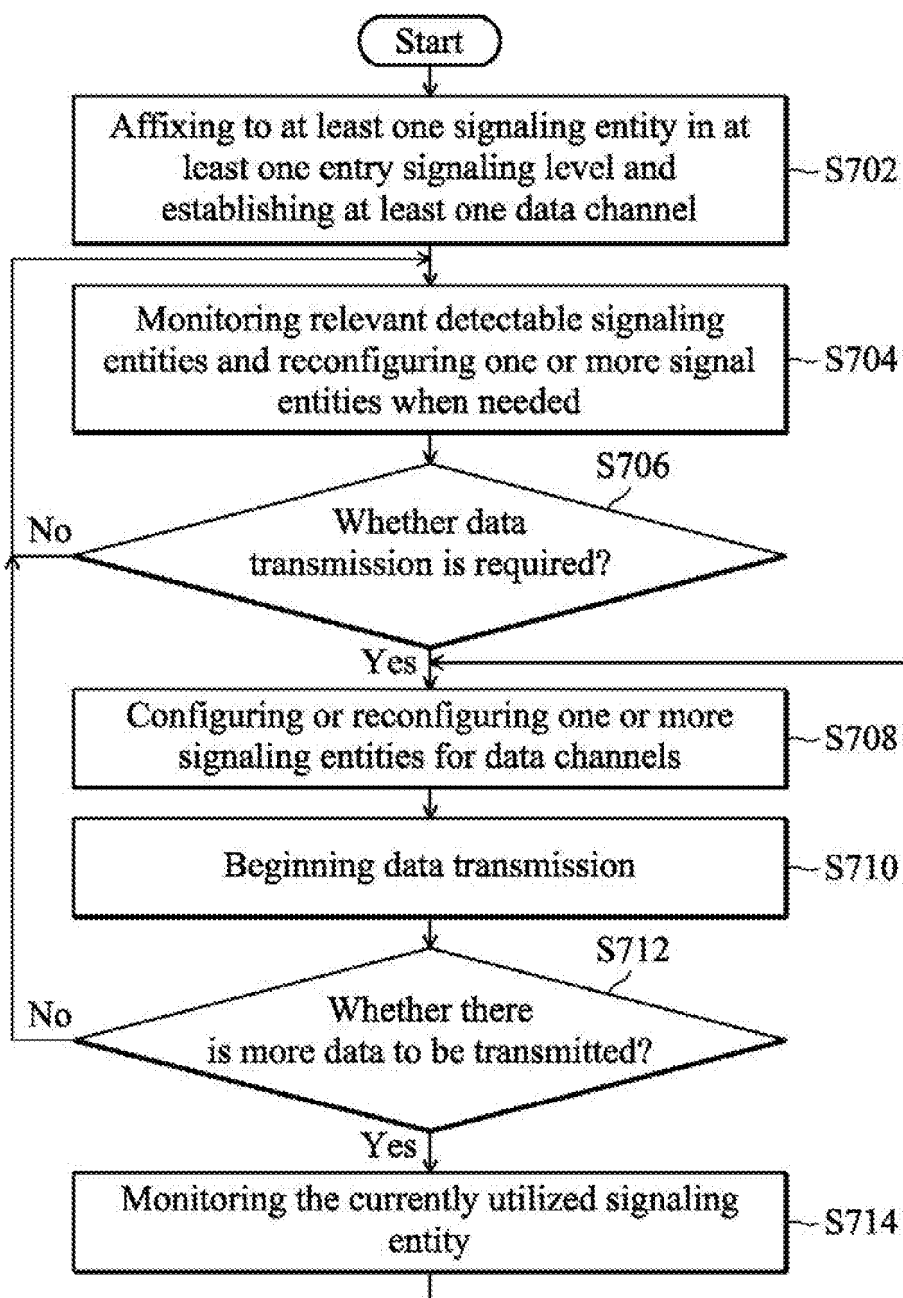 Start
Affixing to at least one signaling entity in at
least one entry signaling level and
establishing at least one data channel
S702
Monitoring relevant detectable signaling
entities and reconfiguring one or more signal
entities when needed
S704
S706
No
Whether data
transmission is required?
Yes
Configuring or reconfiguring one or more
signaling entities for data channels
S708
Beginning data transmission
S710
S712
No
Whether there
is more data to be transmitted?
Yes
Monitoring the currently utilized signaling
entity
S714